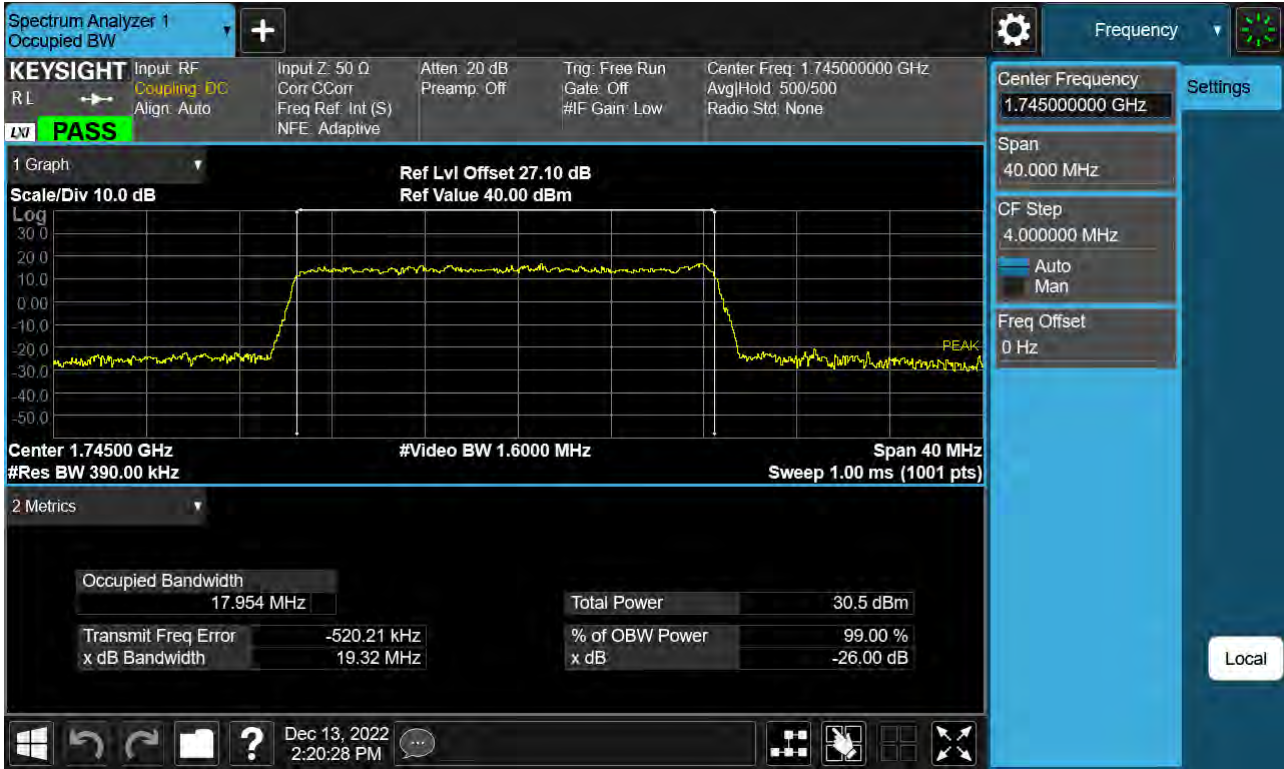 Spectrum Analyzer 1
Occupied BW
+
Frequency
KEYSIGHT
RL
LXI PASS
Input: RF
Coupling: DC
Align: Auto
Input Z: 50 Ω
Corr CCorr
Freq Ref: Int (S)
NFE: Adaptive
Atten: 20 dB
Preamp: Off
Trig: Free Run
Gate: Off
#IF Gain: Low
Center Freq: 1.745000000 GHz
Avg|Hold: 500/500
Radio Std: None
1 Graph
Scale/Div 10.0 dB
Ref Lvl Offset 27.10 dB
Ref Value 40.00 dBm
Log
30.0
20.0
10.0
0.00
-10.0
-20.0
-30.0
-40.0
-50.0
PEAK
Center 1.74500 GHz
#Video BW 1.6000 MHz
Span 40 MHz
#Res BW 390.00 kHz
Sweep 1.00 ms (1001 pts)
2 Metrics
Occupied Bandwidth
17.954 MHz
Total Power 30.5 dBm
Transmit Freq Error -520.21 kHz
% of OBW Power 99.00 %
x dB Bandwidth 19.32 MHz
x dB -26.00 dB
Center Frequency
1.745000000 GHz
Settings
Span
40.000 MHz
CF Step
4.000000 MHz
Auto
Man
Freq Offset
0 Hz
Local
?
Dec 13, 2022
2:20:28 PM